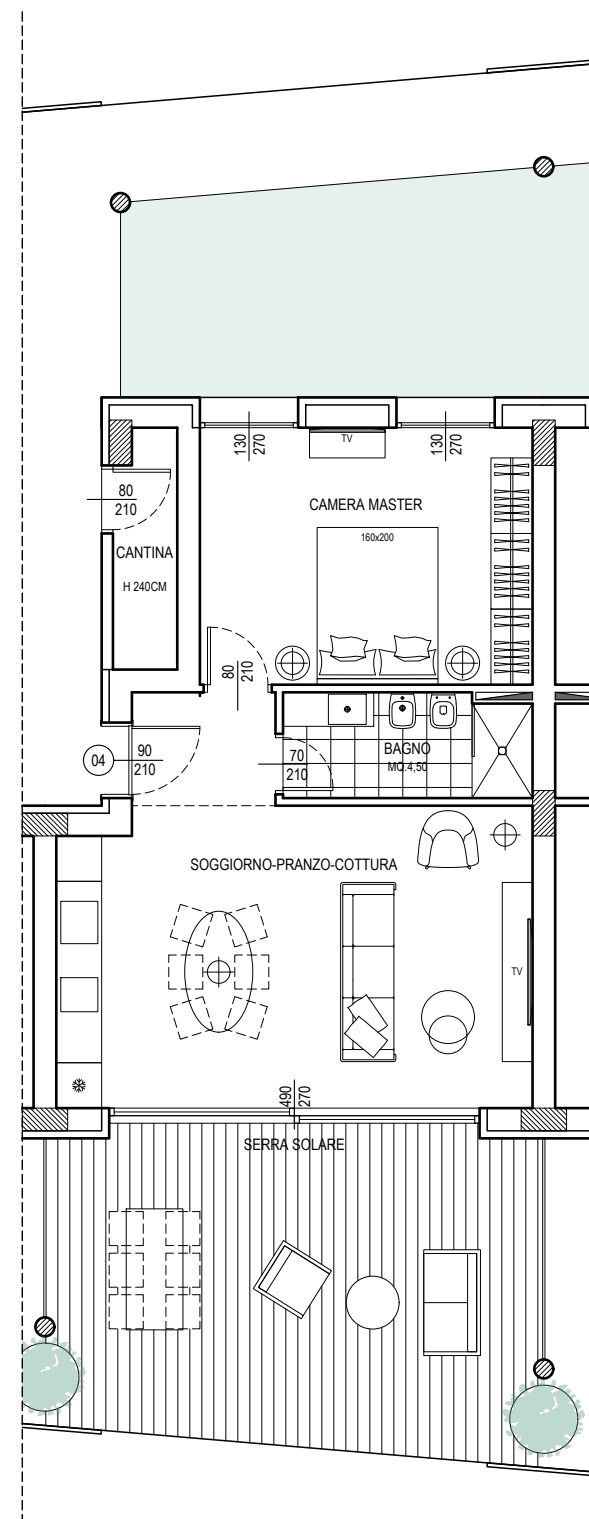 130
270
TV
130
270
CAMERA MASTER
160x200
80
210
CANTINA
H 240CM
80
210
04
90
210
70
210
BAGNO
MQ.4,50
SOGGIORNO-PRANZO-COTTURA
TV
490
270
SERRA SOLARE